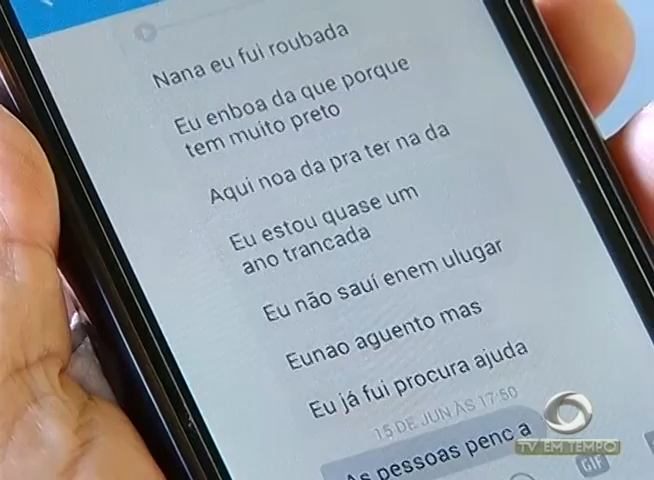 Nana eu fui roubada
Eu enboa da que porque
tem muito preto
Aqui noa da pra ter na da
Eu estou quase um
ano trancada
Eu não sauí enem ulugar
Eunao aguento mas
Eu já fui procura ajuda
15 DE JUN ÀS 17:50
As pessoas penc a
TV EM TEMPO
GIF